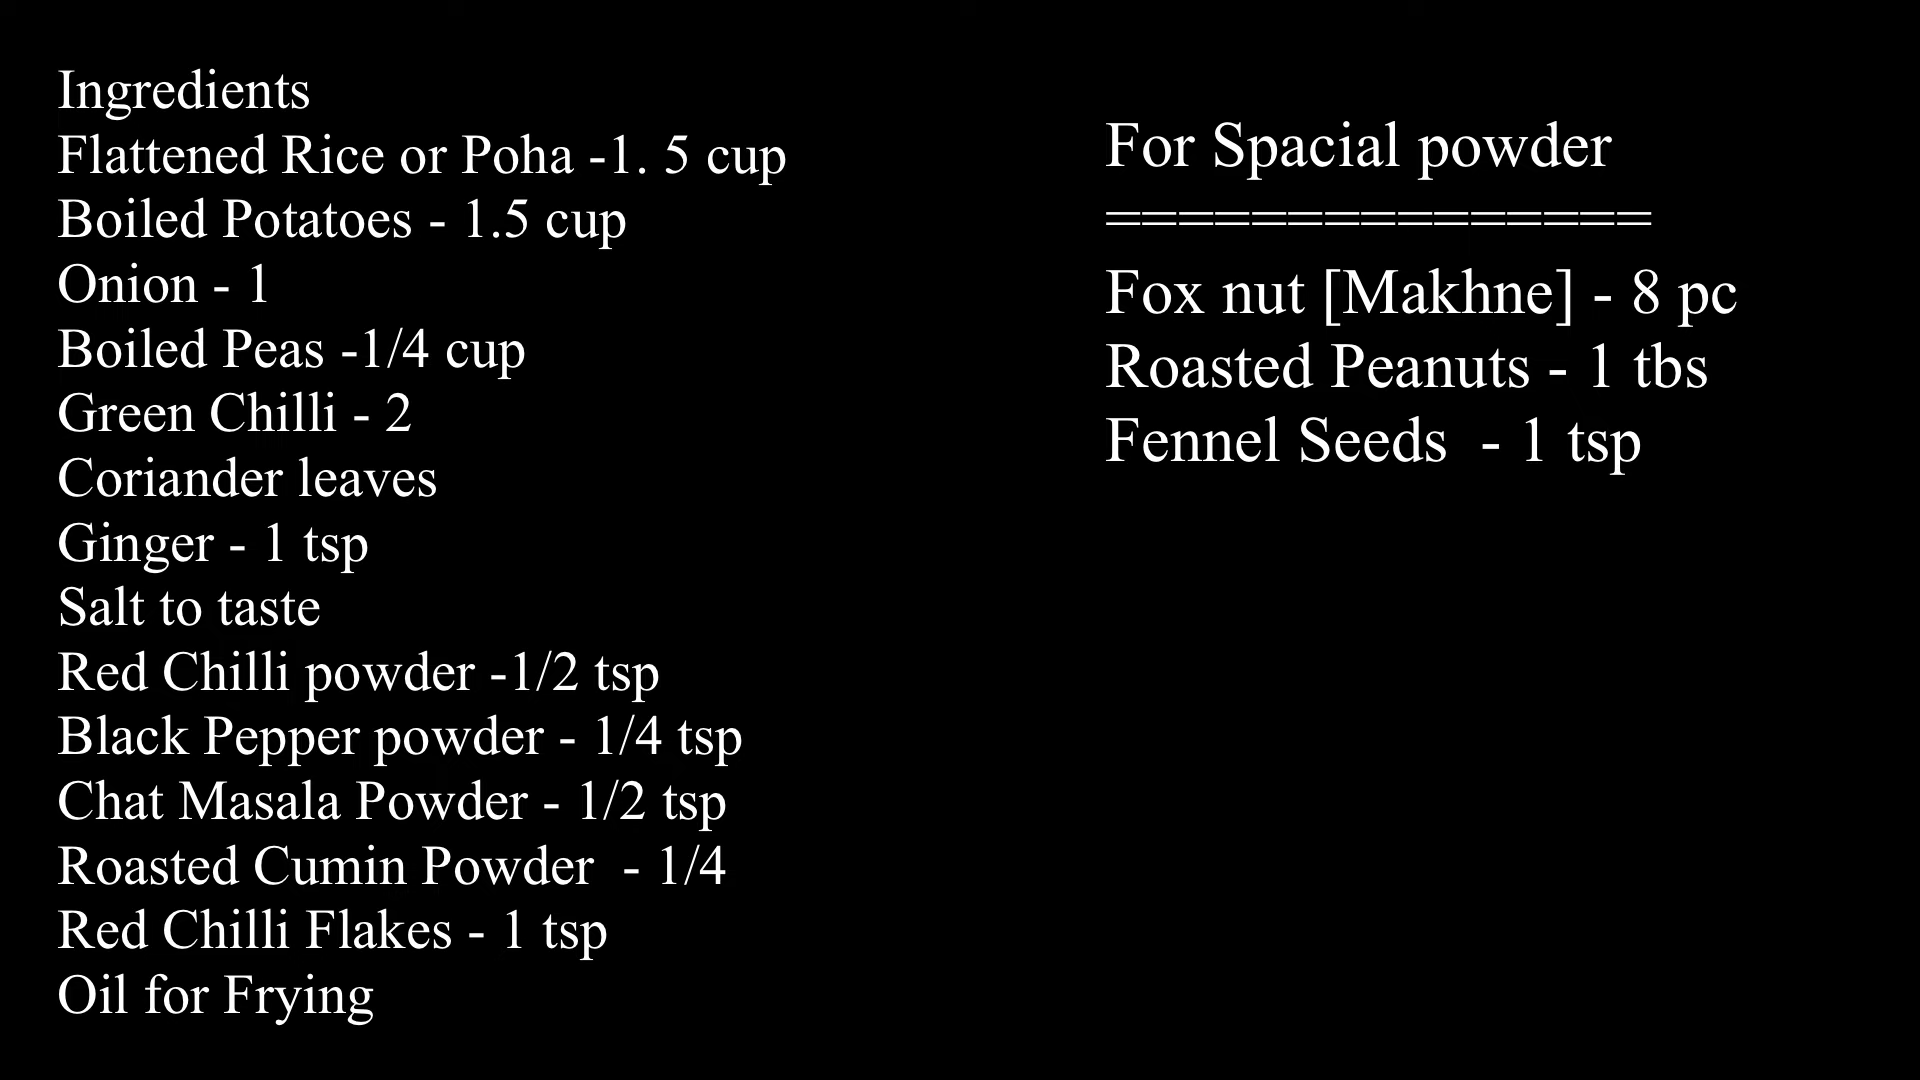 Ingredients
Flattened Rice or Poha -1. 5 cup
Boiled Potatoes - 1.5 cup
Onion - 1
Boiled Peas -1/4 cup
Green Chilli - 2
Coriander leaves
Ginger - 1 tsp
Salt to taste
Red Chilli powder -1/2 tsp
Black Pepper powder - 1/4 tsp
Chat Masala Powder - 1/2 tsp
Roasted Cumin Powder  - 1/4
Red Chilli Flakes - 1 tsp
Oil for Frying
For Spacial powder
===============
Fox nut [Makhne] - 8 pc
Roasted Peanuts - 1 tbs
Fennel Seeds  - 1 tsp